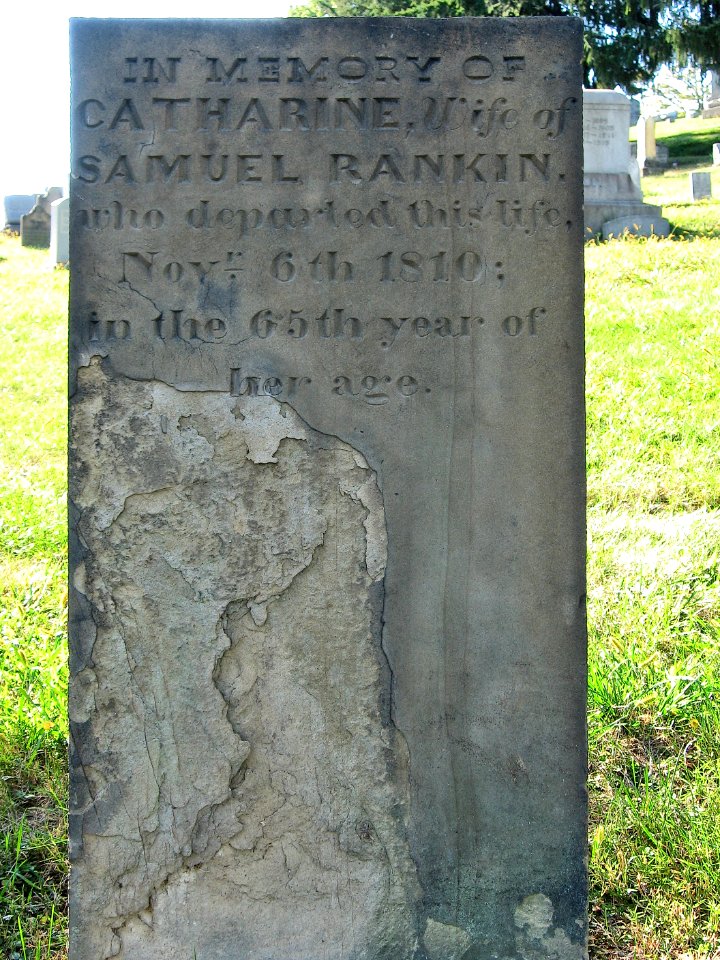 IN MEMORY OF
CATHARINE, Wife of
SAMUEL RANKIN.
who departed this life,
Novr. 6th 1810;
in the 65th year of
her age.